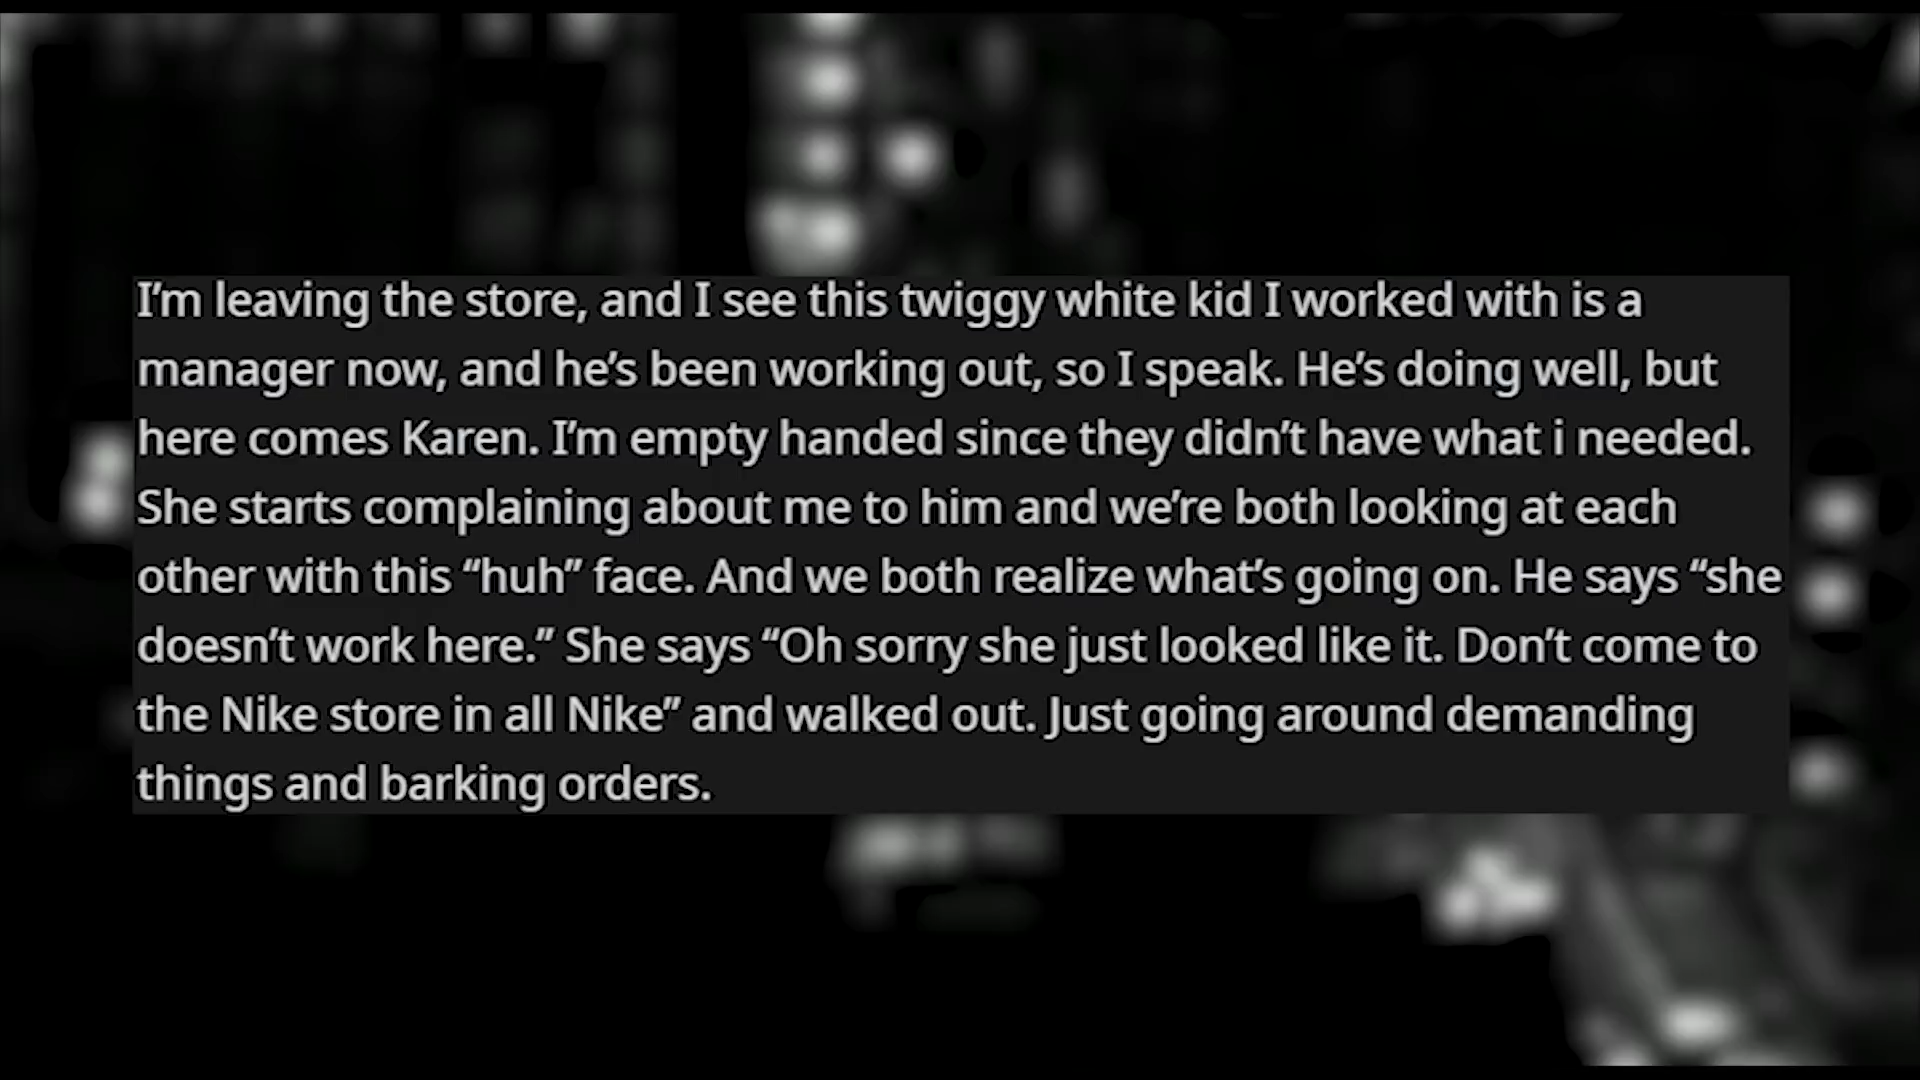 I’m leaving the store, and I see this twiggy white kid I worked with is a
manager now, and he’s been working out, so I speak. He’s doing well, but
here comes Karen. I’m empty handed since they didn’t have what i needed.
She starts complaining about me to him and we’re both looking at each
other with this “huh” face. And we both realize what’s going on. He says “she
doesn’t work here.” She says “Oh sorry she just looked like it. Don’t come to
the Nike store in all Nike” and walked out. Just going around demanding
things and barking orders.